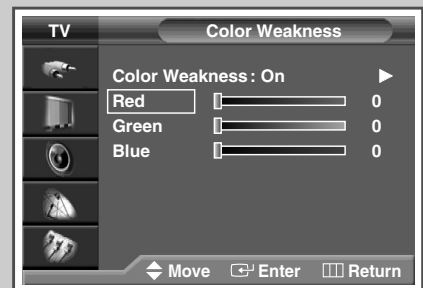 TV Color Weakness
Color Weakness : On
Red 0
Green 0
Blue 0
Move Enter Return